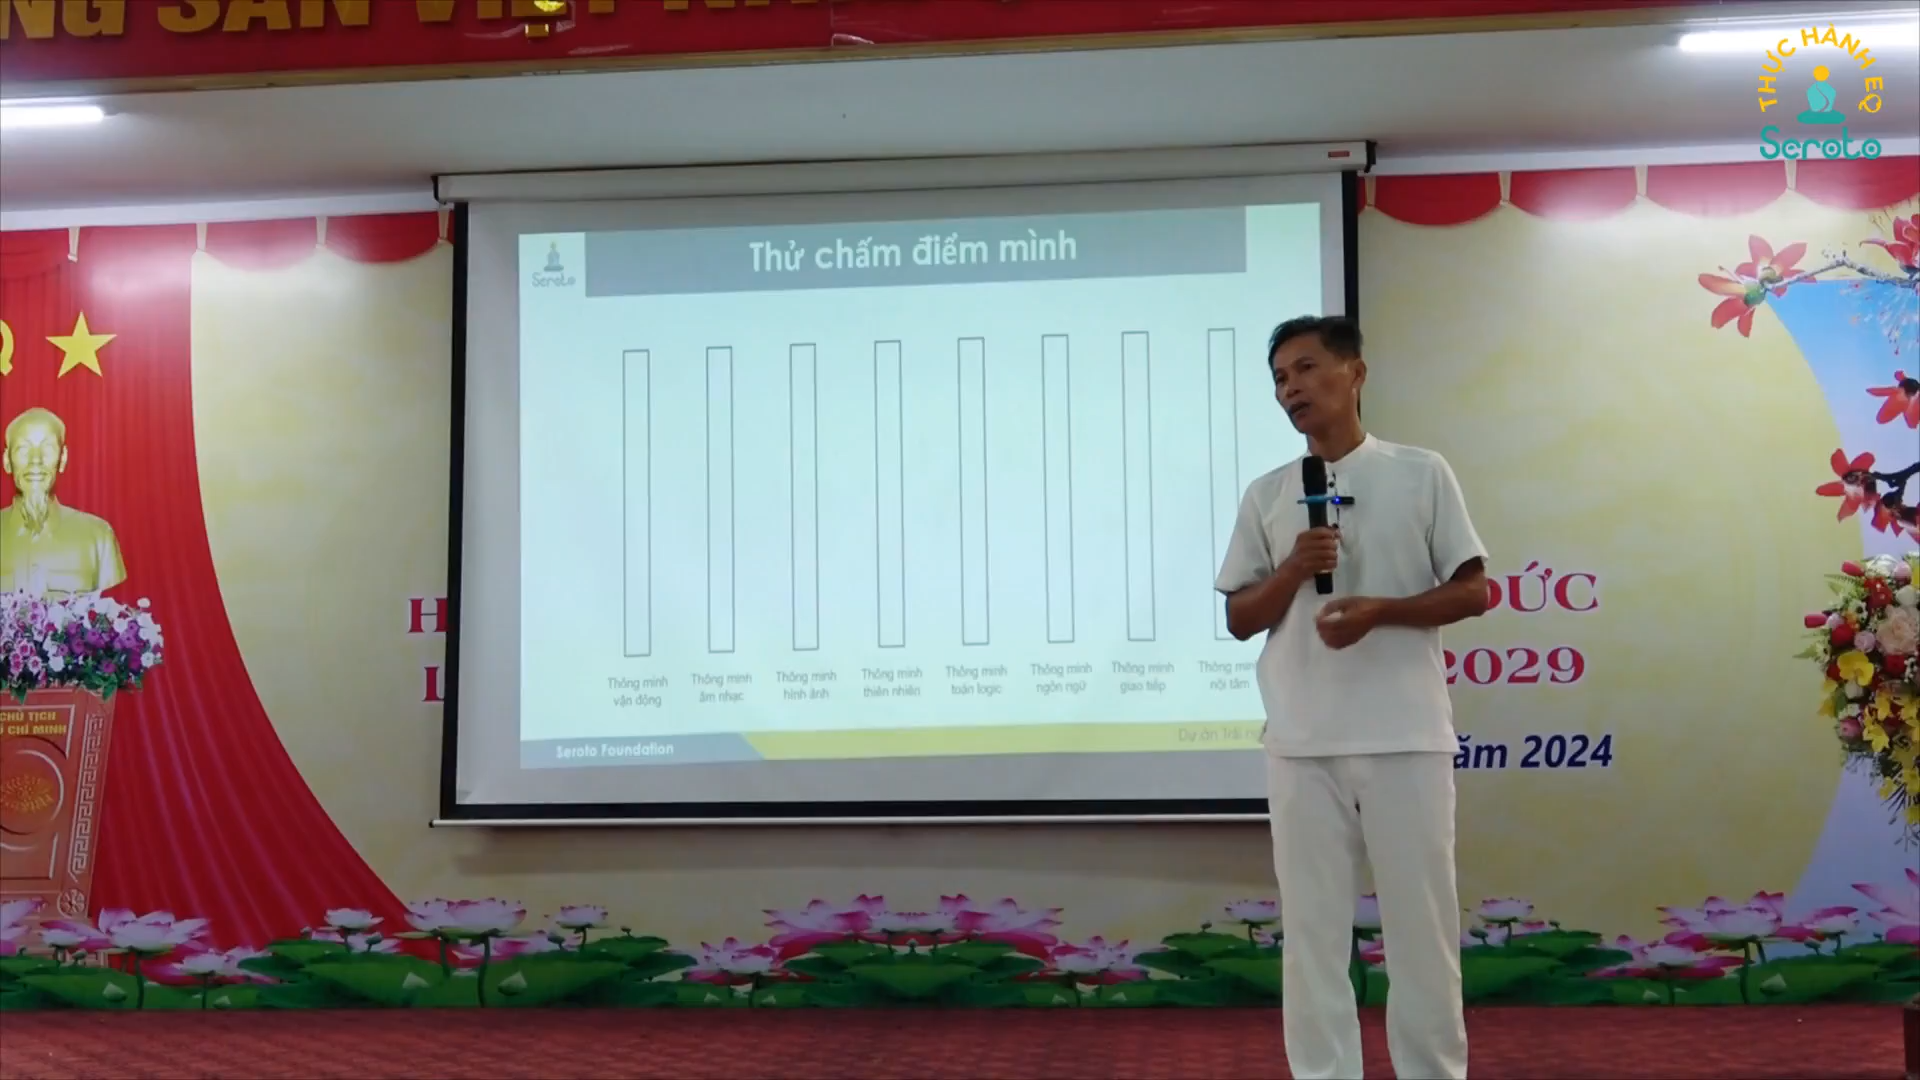 SẢN VIỆT
THỰC HÀNH EQ
Seroto
Thử chấm điểm mình
Seroto
Thông minh vận động
Thông minh âm nhạc
Thông minh hình ảnh
Thông minh thiên nhiên
Thông minh toán logic
Thông minh ngôn ngữ
Thông minh giao tiếp
nội tâm
Seroto Foundation
Dự án Trải
ĐỨC
2029
năm 2024
CHỦ TỊCH
CHÍ MINH